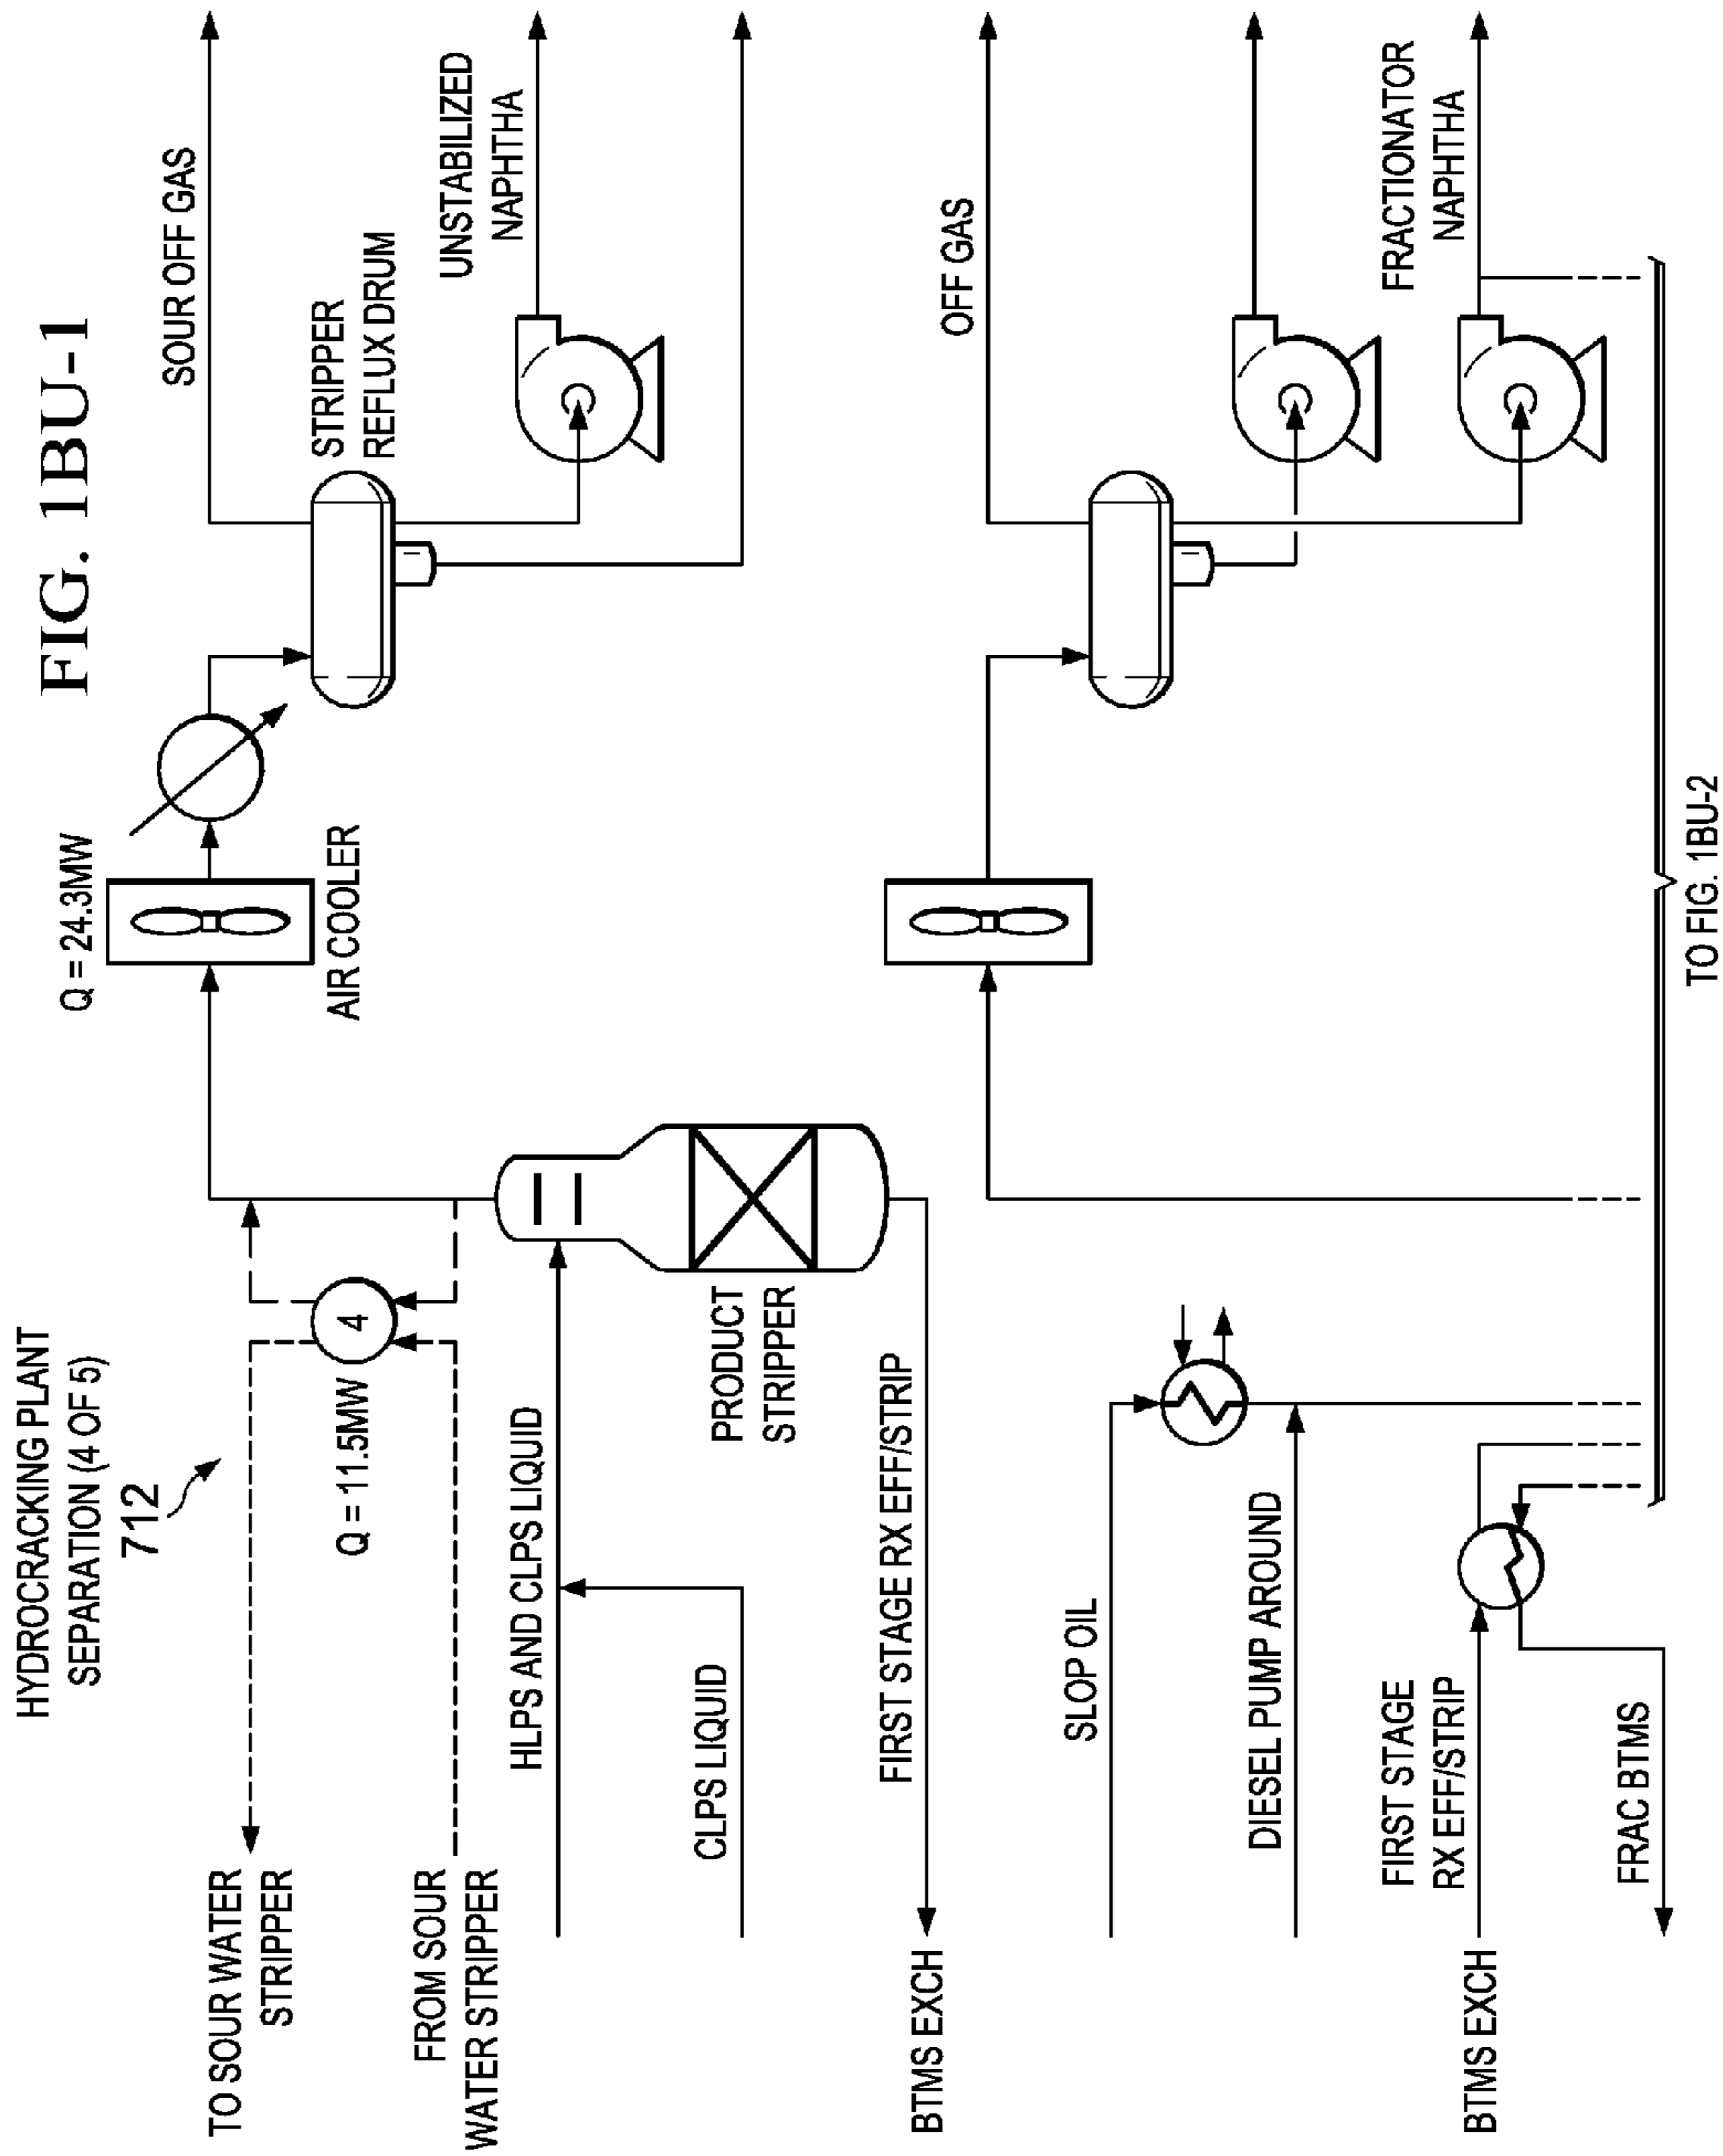 FIG. 1BU-1
HYDROCRACKING PLANT
SEPARATION (4 OF 5)
712
Q = 24.3MW
AIR COOLER
SOUR OFF GAS
STRIPPER
REFLUX DRUM
UNSTABILIZED
NAPHTHA
TO SOUR WATER
STRIPPER
4
Q = 11.5MW
FROM SOUR
WATER STRIPPER
HLPS AND CLPS LIQUID
CLPS LIQUID
PRODUCT
STRIPPER
FIRST STAGE RX EFF/STRIP
BTMS EXCH
OFF GAS
SLOP OIL
DIESEL PUMP AROUND
FIRST STAGE
RX EFF/STRIP
BTMS EXCH
FRAC BTMS
FRACTIONATOR
NAPHTHA
TO FIG. 1BU-2